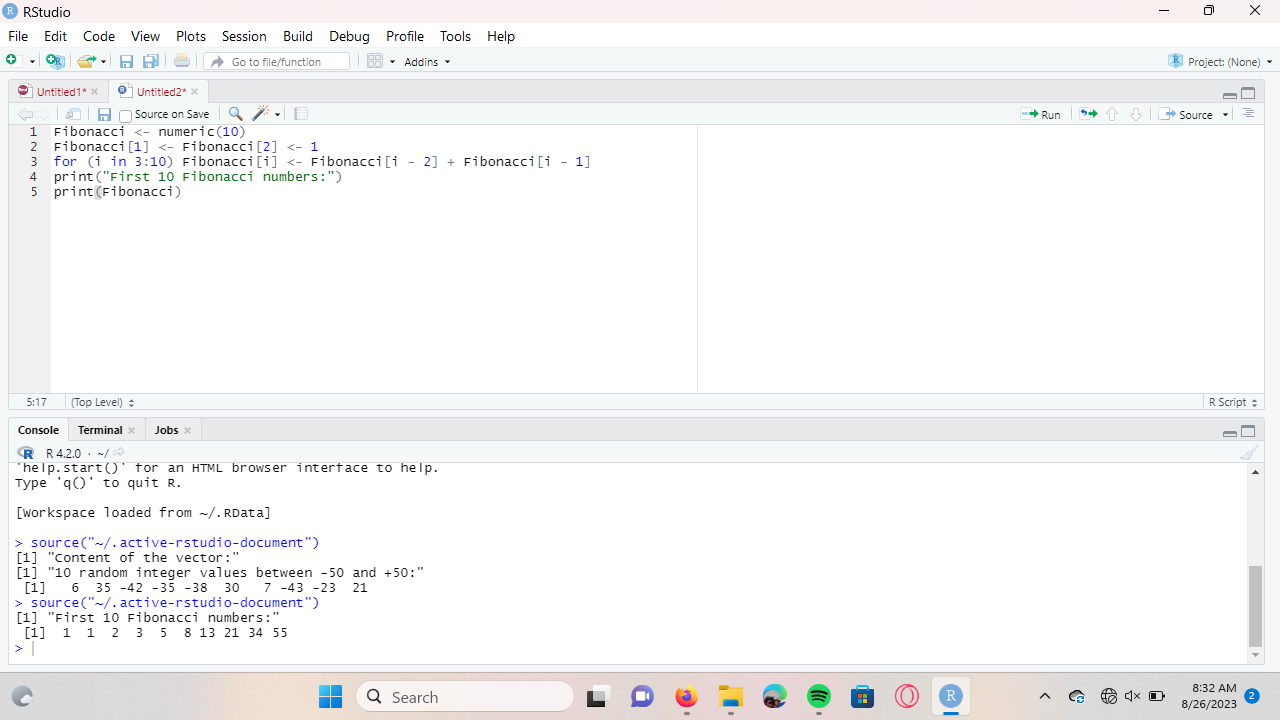 RStudio
File Edit Code View Plots Session Build Debug Profile Tools Help
Go to file/function Addins Project: (None)
Untitled1* Untitled2*
Source on Save Run Source
1 Fibonacci <- numeric(10)
2 Fibonacci[1] <- Fibonacci[2] <- 1
3 for (i in 3:10) Fibonacci[i] <- Fibonacci[i - 2] + Fibonacci[i - 1]
4 print("First 10 Fibonacci numbers:")
5 print(Fibonacci)
5:17 (Top Level) R Script
Console Terminal Jobs
R 4.2.0 · ~/
'help.start()' for an HTML browser interface to help.
Type 'q()' to quit R.
[Workspace loaded from ~/.RData]
> source("~/.active-rstudio-document")
[1] "Content of the vector:"
[1] "10 random integer values between -50 and +50:"
[1] 6 35 -42 -35 -38 30 7 -43 -23 21
> source("~/.active-rstudio-document")
[1] "First 10 Fibonacci numbers:"
[1] 1 1 2 3 5 8 13 21 34 55
>
Search R 8:32 AM
8/26/2023 2